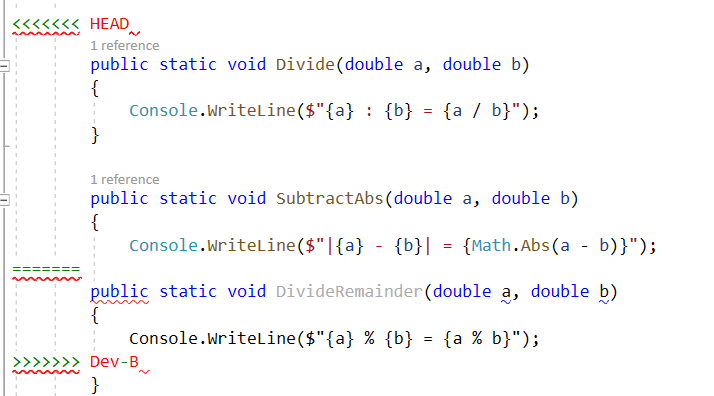 <<<<<<< HEAD
1 reference
public static void Divide(double a, double b)
{
Console.WriteLine($"{a} : {b} = {a / b}");
}
1 reference
public static void SubtractAbs(double a, double b)
{
Console.WriteLine($"|{a} - {b}| = {Math.Abs(a - b)}");
=======
public static void DivideRemainder(double a, double b)
{
Console.WriteLine($"{a} % {b} = {a % b}");
>>>>>>> Dev-B
}